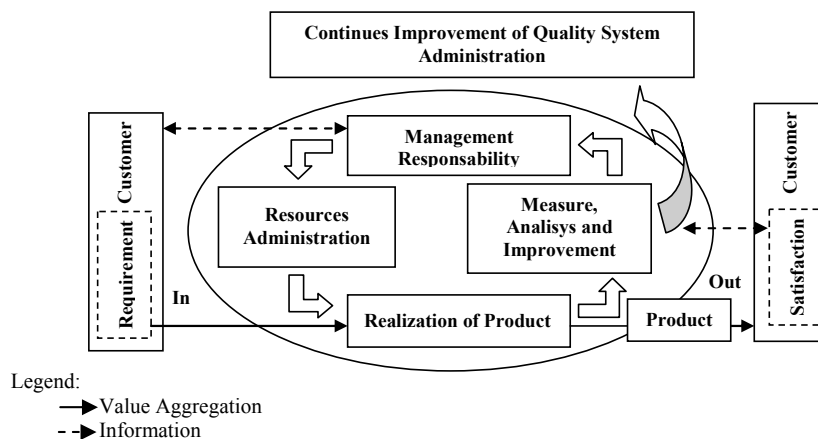 Continues Improvement of Quality System
Administration
Customer
Requirement
In
Management
Responsability
Resources
Administration
Measure,
Analisys and
Improvement
Realization of Product
Out
Product
Customer
Satisfaction
Legend:
Value Aggregation
Information